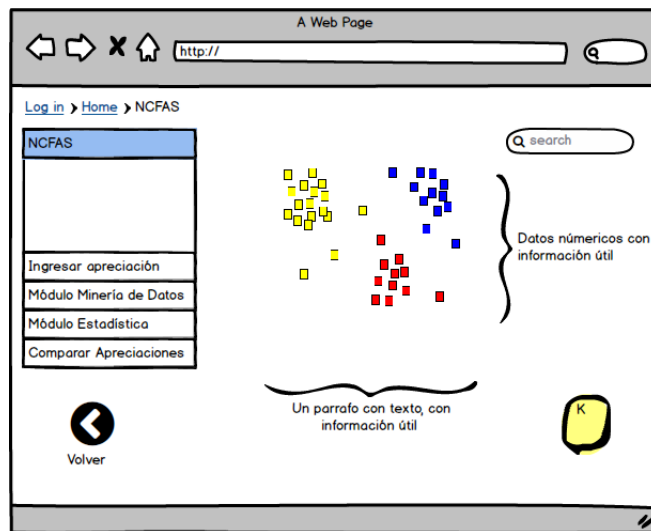 A Web Page
http://
Log in > Home > NCFAS
NCFAS
search
Datos númericos con
información útil
Ingresar apreciación
Módulo Minería de Datos
Módulo Estadística
Comparar Apreciaciones
Un parrafo con texto, con
información útil
K
Volver